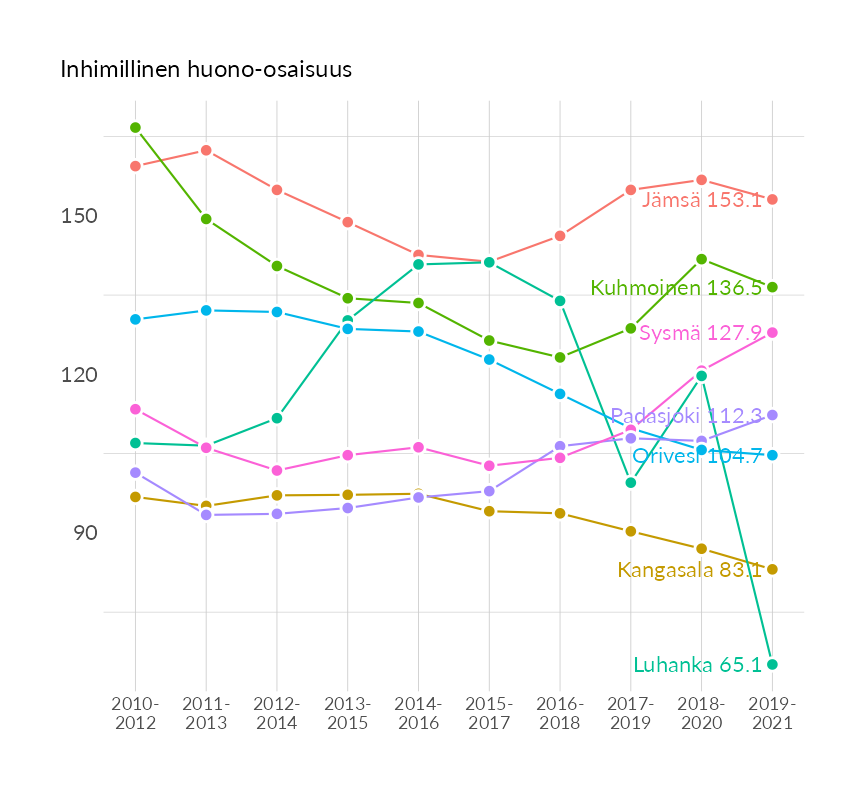 Inhimillinen huono-osaisuus
150
120
90
Jämsä 153.1
Kuhmoinen 136.5
Sysmä 127.9
Padasjoki 112.3
Orivesi 104.7
Kangasala 83.1
Luhanka 65.1
2010- 2011- 2012- 2013- 2014- 2015- 2016- 2017- 2018- 2019-
2012 2013 2014 2015 2016 2017 2018 2019 2020 2021